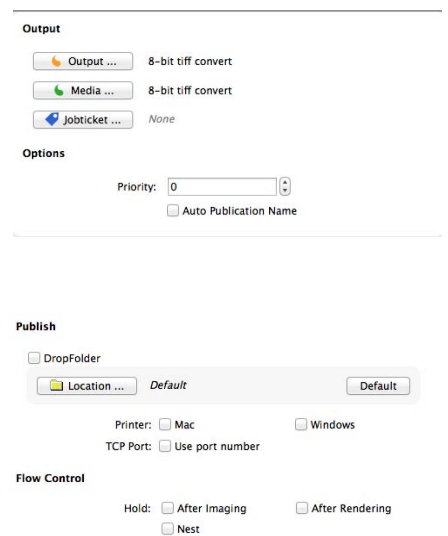 Output
Output ... 8-bit tiff convert
Media ... 8-bit tiff convert
Jobticket ... None
Options
Priority: 0
Auto Publication Name
Publish
DropFolder
Location ... Default Default
Printer: Mac Windows
TCP Port: Use port number
Flow Control
Hold: After Imaging After Rendering
Nest